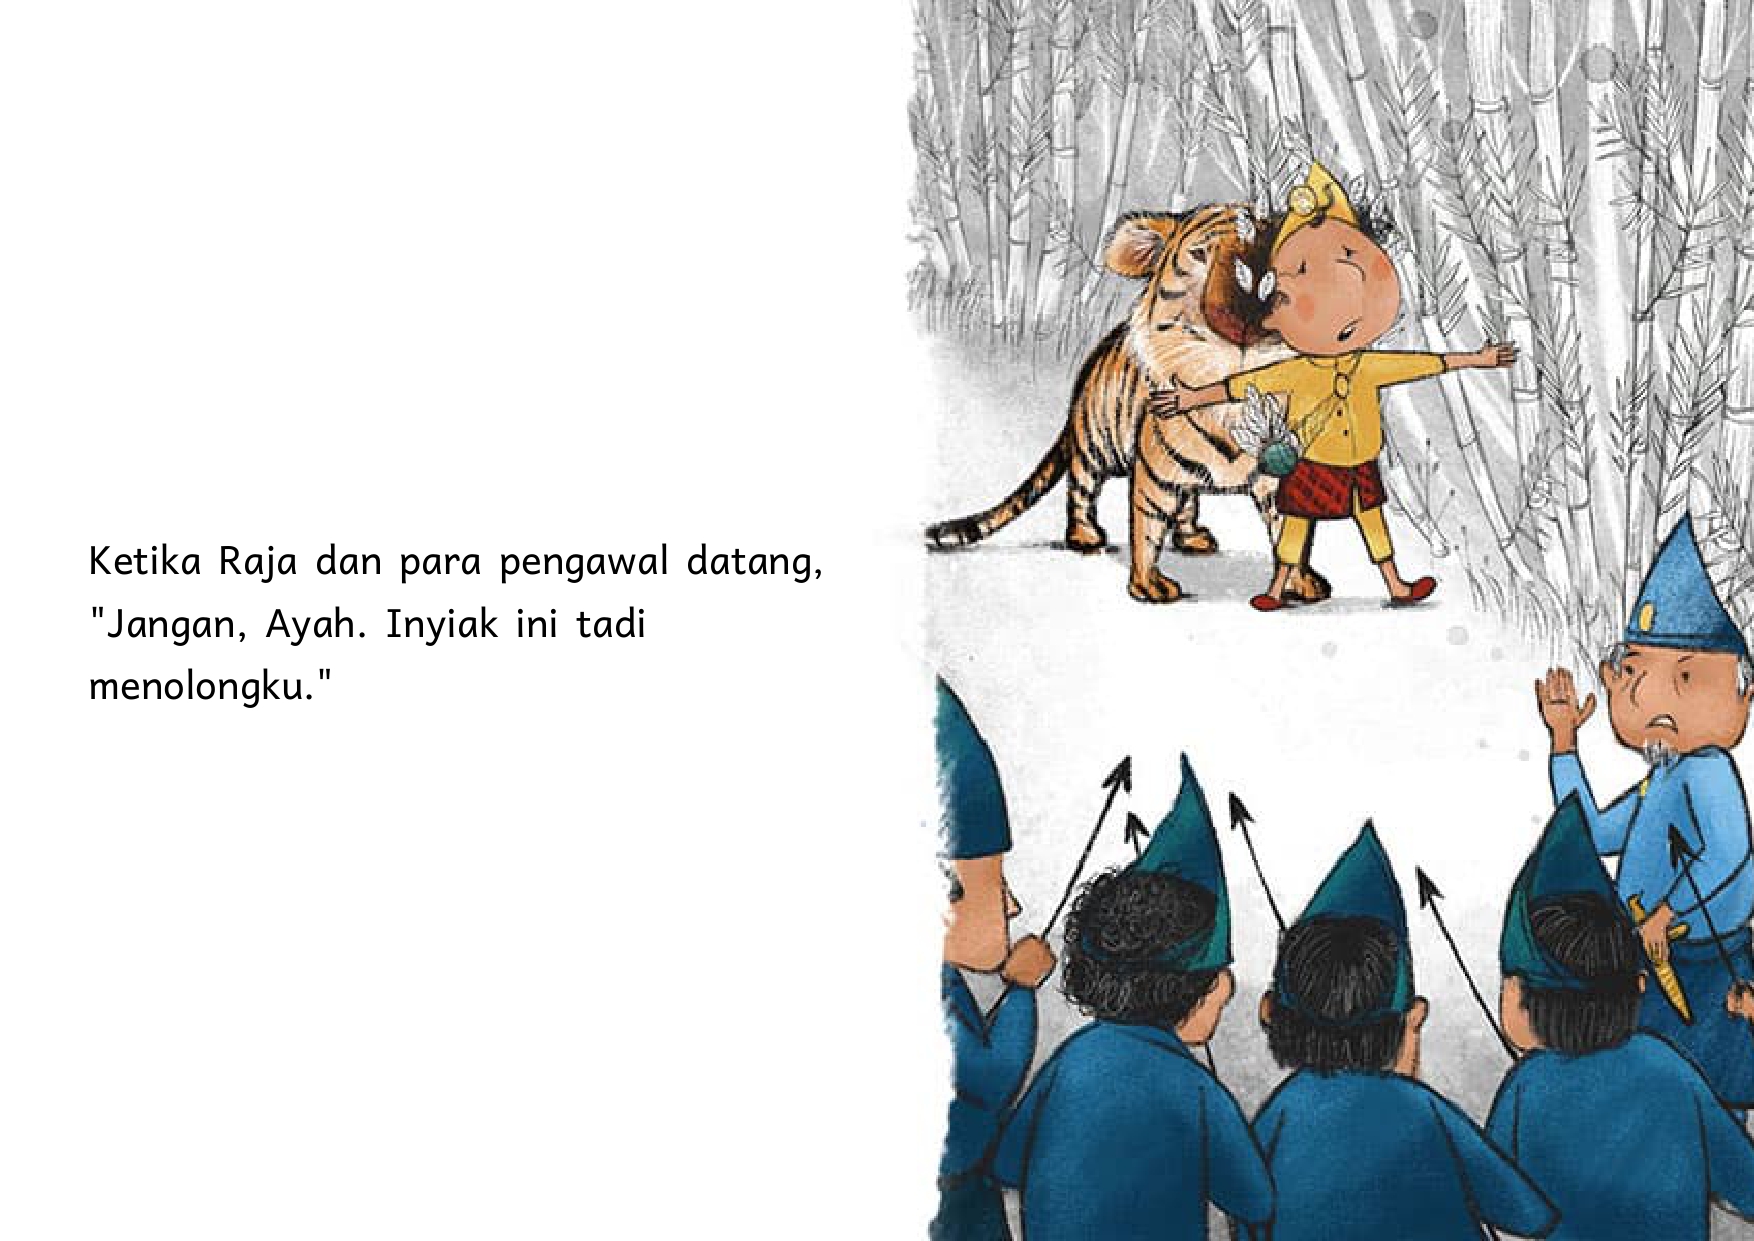 Ketika Raja dan para pengawal datang,
"Jangan, Ayah. Inyiak ini tadi
menolongku."